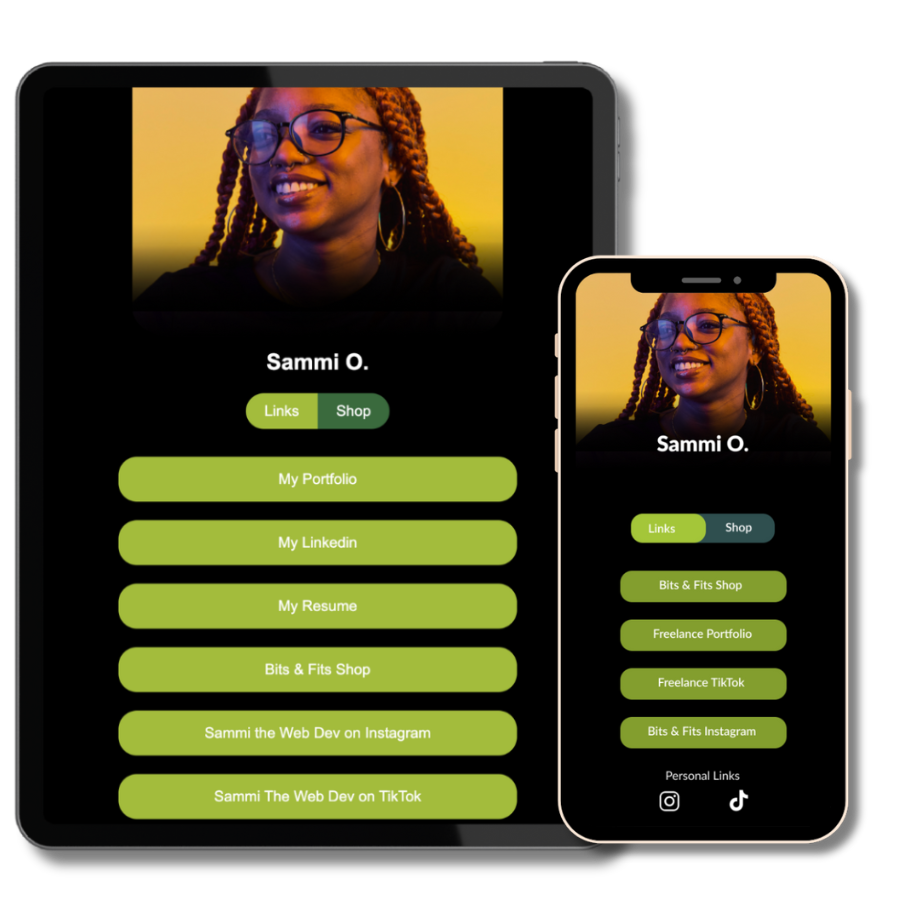 Sammi O.
Links
Shop
My Portfolio
My Linkedin
My Resume
Bits & Fits Shop
Sammi the Web Dev on Instagram
Sammi The Web Dev on TikTok
Sammi O.
Links
Shop
Bits & Fits Shop
Freelance Portfolio
Freelance TikTok
Bits & Fits Instagram
Personal Links